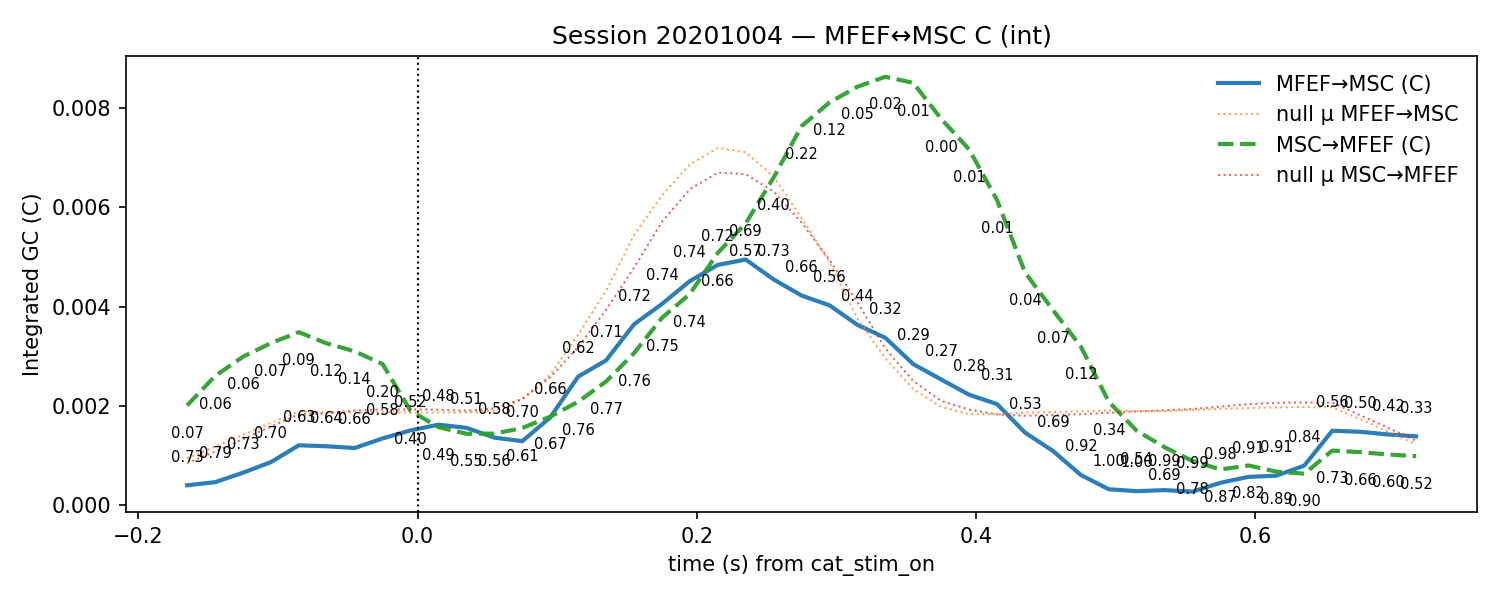 Session 20201004 — MFEF↔MSC C (int)
Integrated GC (C)
0.008
0.006
0.004
0.002
0.000
MFEF→MSC (C)
null μ MFEF→MSC
MSC→MFEF (C)
null μ MSC→MFEF
0.07 0.06 0.06 0.07 0.09 0.12 0.14 0.20 0.52 0.48 0.51 0.58 0.70 0.67 0.76 0.77 0.76 0.75 0.74 0.66 0.57 0.40 0.22 0.12 0.05 0.02 0.01 0.00 0.01 0.01 0.04 0.07 0.12 0.34 0.54 0.69 0.78 0.87 0.82 0.89 0.90 0.73 0.66 0.60 0.52
0.73 0.79 0.73 0.70 0.63 0.64 0.66 0.58 0.40 0.49 0.55 0.56 0.61 0.66 0.62 0.71 0.72 0.74 0.74 0.72 0.69 0.73 0.66 0.56 0.44 0.32 0.29 0.27 0.28 0.31 0.53 0.69 0.92 1.00 0.99 0.99 0.98 0.91 0.91 0.84 0.56 0.50 0.42 0.33
−0.2
0.0
0.2
0.4
0.6
time (s) from cat_stim_on